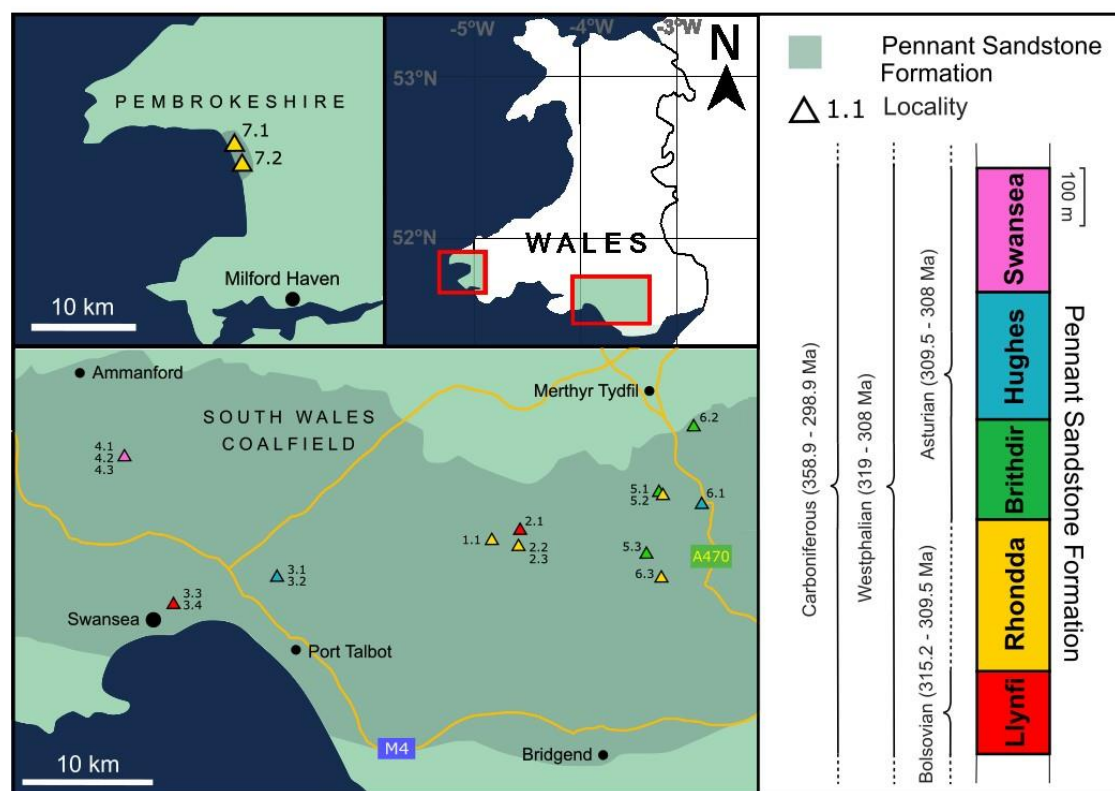 PEMBROKESHIRE
7.1
7.2
Milford Haven
10 km
-5°W
-4°W
-3°W
N
53°N
52°N
WALES
Pennant Sandstone
Formation
1.1 Locality
Ammanford
SOUTH WALES
COALFIELD
Merthyr Tydfil
6.2
4.1
4.2
4.3
5.1
5.2
6.1
2.1
1.1
2.2
2.3
5.3
A470
6.3
3.1
3.2
3.3
3.4
Swansea
Port Talbot
M4
Bridgend
10 km
Carboniferous (358.9 - 298.9 Ma)
Westphalian (319 - 308 Ma)
Asturian (309.5 - 308 Ma)
Bolsovian (315.2 - 309.5 Ma)
Swansea
Hughes
Brithdir
Rhondda
Llynfi
100 m
Pennant Sandstone Formation